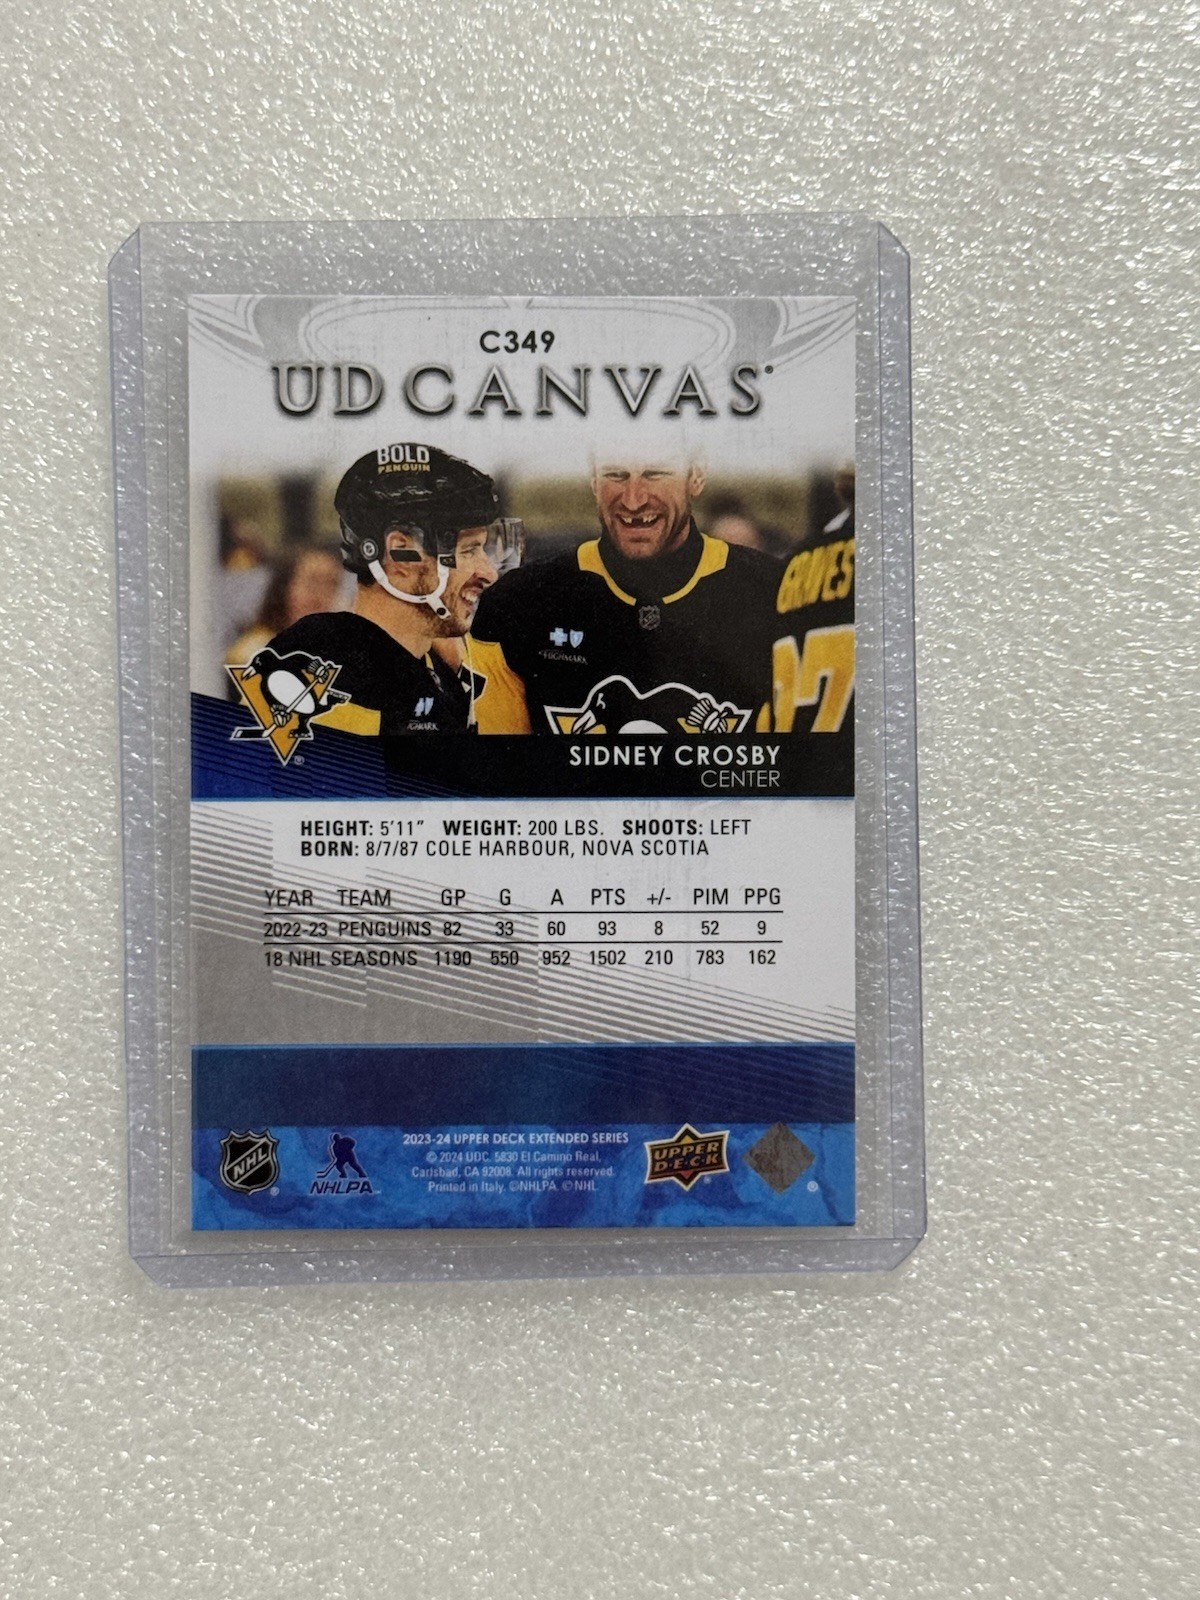 C349
UD CANVAS®
BOLD
PENGUIN
GRAVES
HIGHMARK
97
SIDNEY CROSBY
CENTER
HEIGHT: 5'11" WEIGHT: 200 LBS. SHOOTS: LEFT
BORN: 8/7/87 COLE HARBOUR, NOVA SCOTIA
YEAR TEAM GP G A PTS +/- PIM PPG
2022-23 PENGUINS 82 33 60 93 8 52 9
18 NHL SEASONS 1190 550 952 1502 210 783 162
2023-24 UPPER DECK EXTENDED SERIES
© 2024 UDC. 5830 El Camino Real,
Carlsbad, CA 92008. All rights reserved.
Printed in Italy. ©NHLPA. © NHL.
NHL ®
NHLPA
UPPER
D·E·C·K ®
®